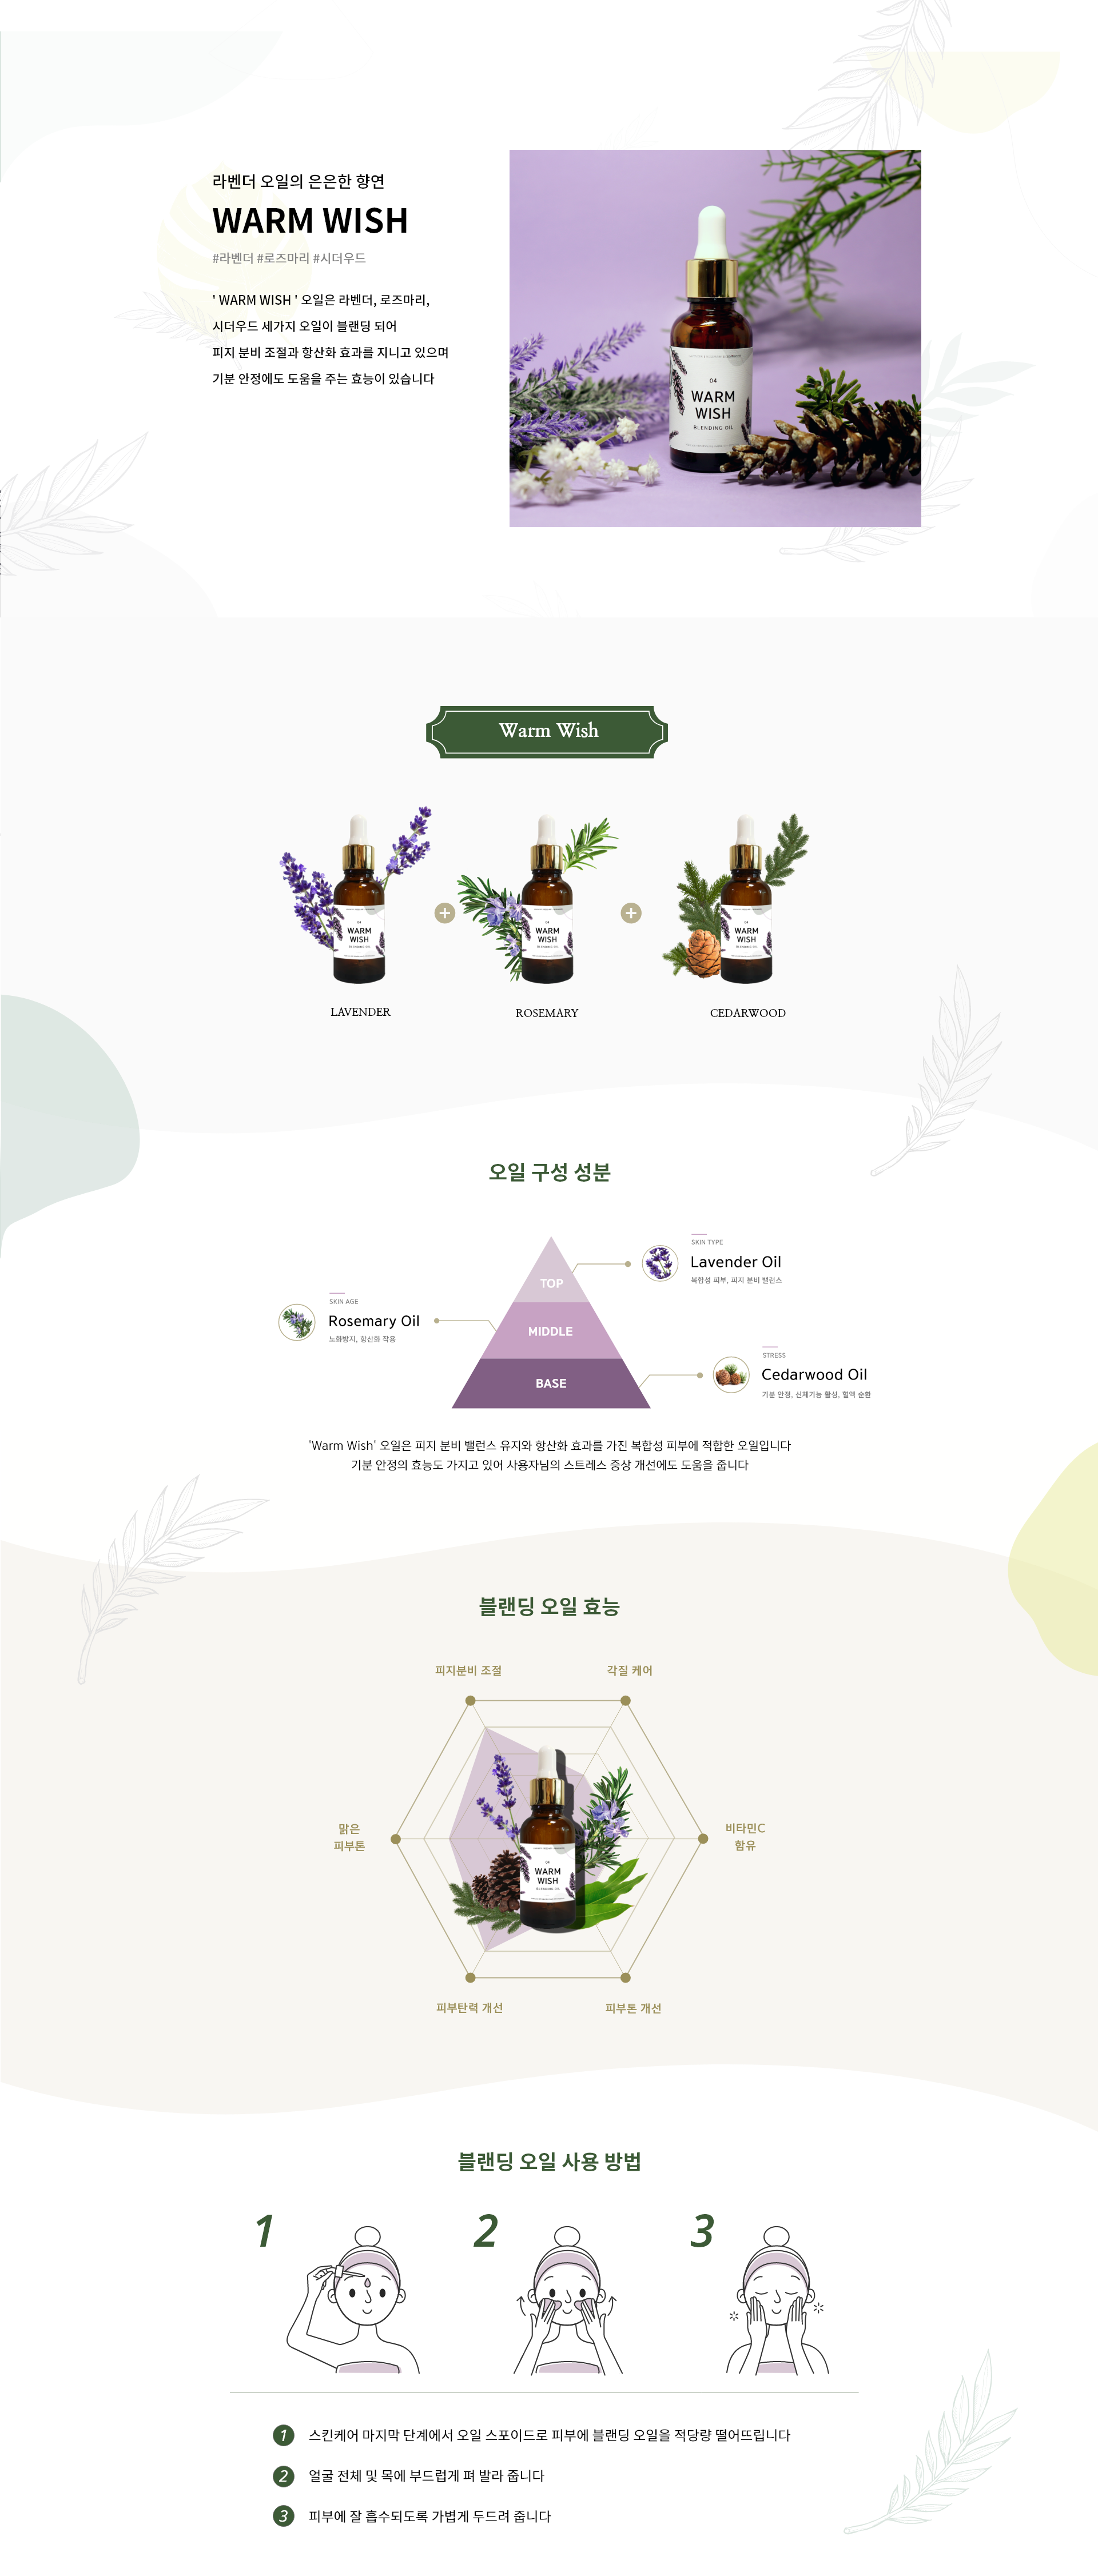 라벤더 오일의 은은한 향연
WARM WISH
#라벤더 #로즈마리 #시더우드
' WARM WISH ' 오일은 라벤더, 로즈마리,
시더우드 세가지 오일이 블랜딩 되어
피지 분비 조절과 항산화 효과를 지니고 있으며
기분 안정에도 도움을 주는 효능이 있습니다
04
WARM
WISH
BLENDING OIL
Warm Wish
04
WARM
WISH
BLENDING OIL
04
WARM
WISH
BLENDING OIL
04
WARM
WISH
BLENDING OIL
LAVENDER
ROSEMARY
CEDARWOOD
오일 구성 성분
SKIN TYPE
Lavender Oil
복합성 피부, 피지 분비 밸런스
TOP
SKIN AGE
Rosemary Oil
노화방지, 항산화 작용
MIDDLE
STRESS
Cedarwood Oil
기분 안정, 신체기능 활성, 혈액 순환
BASE
'Warm Wish' 오일은 피지 분비 밸런스 유지와 항산화 효과를 가진 복합성 피부에 적합한 오일입니다
기분 안정의 효능도 가지고 있어 사용자님의 스트레스 증상 개선에도 도움을 줍니다
블랜딩 오일 효능
피지분비 조절
각질 케어
맑은
피부톤
비타민C
함유
04
WARM
WISH
BLENDING OIL
피부탄력 개선
피부톤 개선
블랜딩 오일 사용 방법
1
2
3
1 스킨케어 마지막 단계에서 오일 스포이드로 피부에 블랜딩 오일을 적당량 떨어뜨립니다
2 얼굴 전체 및 목에 부드럽게 펴 발라 줍니다
3 피부에 잘 흡수되도록 가볍게 두드려 줍니다